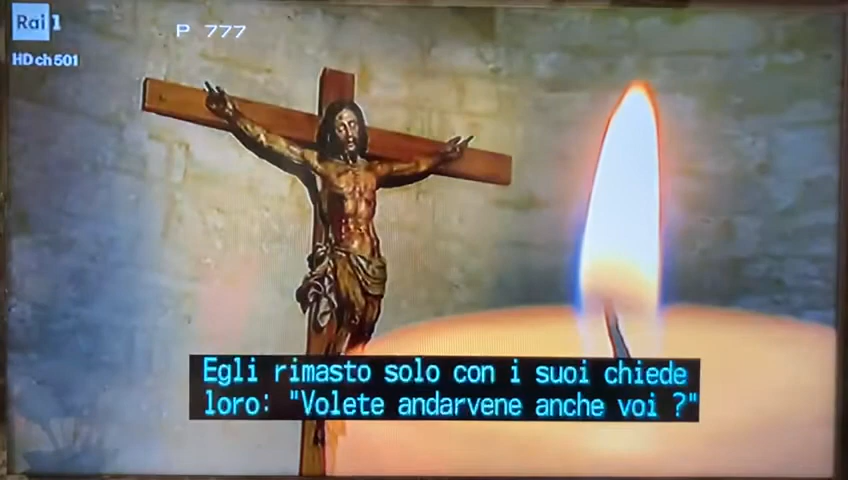 Rai 1
P 777
HD ch 501
Egli rimasto solo con i suoi chiede
loro: "Volete andarvene anche voi ?"